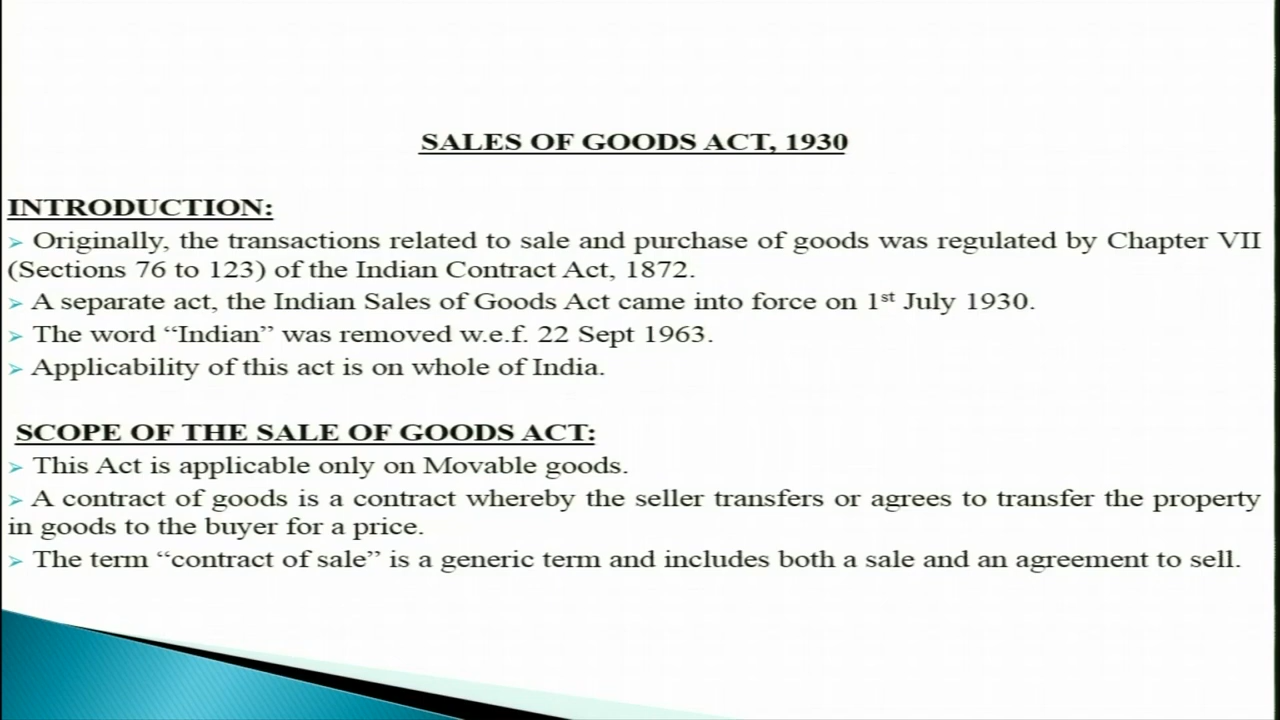 SALES OF GOODS ACT, 1930
INTRODUCTION:
➢ Originally, the transactions related to sale and purchase of goods was regulated by Chapter VII
(Sections 76 to 123) of the Indian Contract Act, 1872.
➢ A separate act, the Indian Sales of Goods Act came into force on 1st July 1930.
➢ The word “Indian” was removed w.e.f. 22 Sept 1963.
➢ Applicability of this act is on whole of India.
SCOPE OF THE SALE OF GOODS ACT:
➢ This Act is applicable only on Movable goods.
➢ A contract of goods is a contract whereby the seller transfers or agrees to transfer the property
in goods to the buyer for a price.
➢ The term “contract of sale” is a generic term and includes both a sale and an agreement to sell.